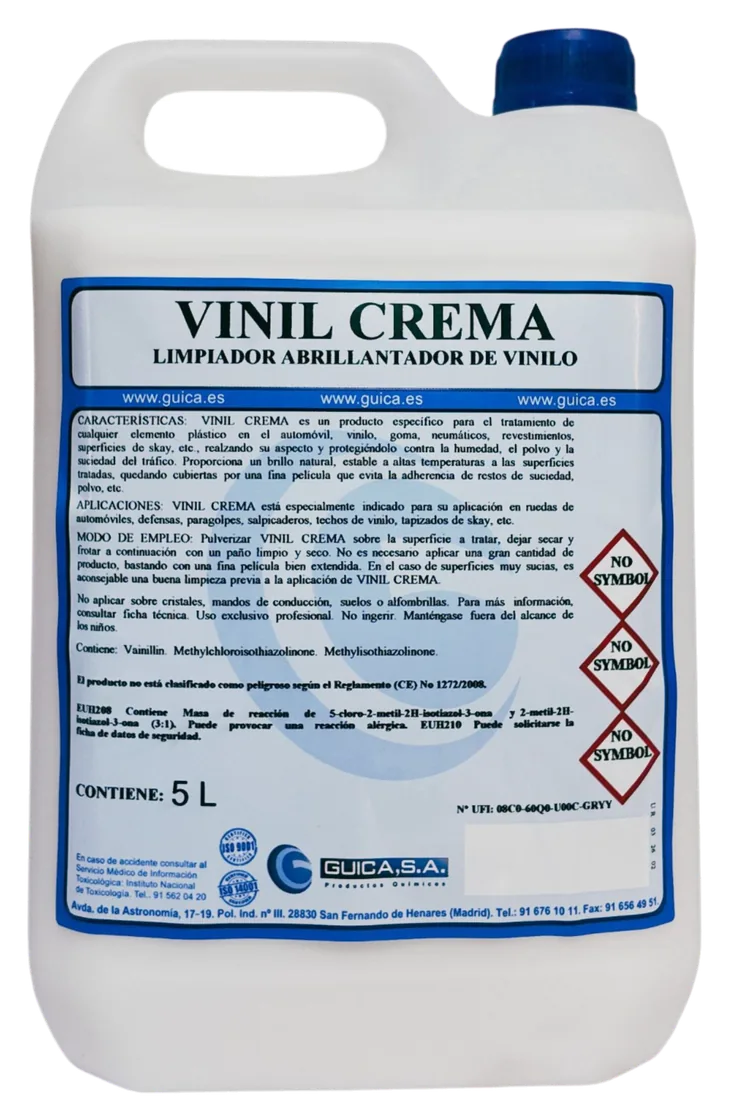 VINIL CREMA
LIMPIADOR ABRILLANTADOR DE VINILO
www.guica.es www.guica.es www.guica.es
CARACTERÍSTICAS: VINIL CREMA es un producto específico para el tratamiento de
cualquier elemento plástico en el automóvil, vinilo, goma, neumáticos, revestimientos,
superficies de skay, etc., realzando su aspecto y protegiéndolo contra la humedad, el polvo y la
suciedad del tráfico. Proporciona un brillo natural, estable a altas temperaturas a las superficies
tratadas, quedando cubiertas por una fina película que evita la adherencia de restos de suciedad,
polvo, etc.
APLICACIONES: VINIL CREMA está especialmente indicado para su aplicación en ruedas de
automóviles, defensas, paragolpes, salpicaderos, techos de vinilo, tapizados de skay, etc.
MODO DE EMPLEO: Pulverizar VINIL CREMA sobre la superficie a tratar, dejar secar y
frotar a continuación con un paño limpio y seco. No es necesario aplicar una gran cantidad de
producto, bastando con una fina película bien extendida. En el caso de superficies muy sucias, es
aconsejable una buena limpieza previa a la aplicación de VINIL CREMA.
No aplicar sobre cristales, mandos de conducción, suelos o alfombrillas. Para más información,
consultar ficha técnica. Uso exclusivo profesional. No ingerir. Manténgase fuera del alcance de
los niños.
Contiene: Vainillin. Methylchloroisothiazolinone. Methylisothiazolinone.
El producto no está clasificado como peligroso según el Reglamento (CE) No 1272/2008.
EUH208 Contiene Masa de reacción de 5-cloro-2-metil-2H-isotiazol-3-ona y 2-metil-2H-
isotiazol-3-ona (3:1). Puede provocar una reacción alérgica. EUH210 Puede solicitarse la
ficha de datos de seguridad.
NO
SYMBOL
NO
SYMBOL
NO
SYMBOL
CONTIENE: 5 L
Nº UFI: 08C0-60Q0-U00C-GRYY
En caso de accidente consultar al
Servicio Médico de Información
Toxicológica: Instituto Nacional
de Toxicología. Tel.. 91 562 04 20
ISO 9001
ISO 14001
GUICA,S.A.
Productos Químicos
Avda. de la Astronomía, 17-19. Pol. Ind. nº III. 28830 San Fernando de Henares (Madrid). Tel.: 91 676 10 11. Fax: 91 656 49 51.